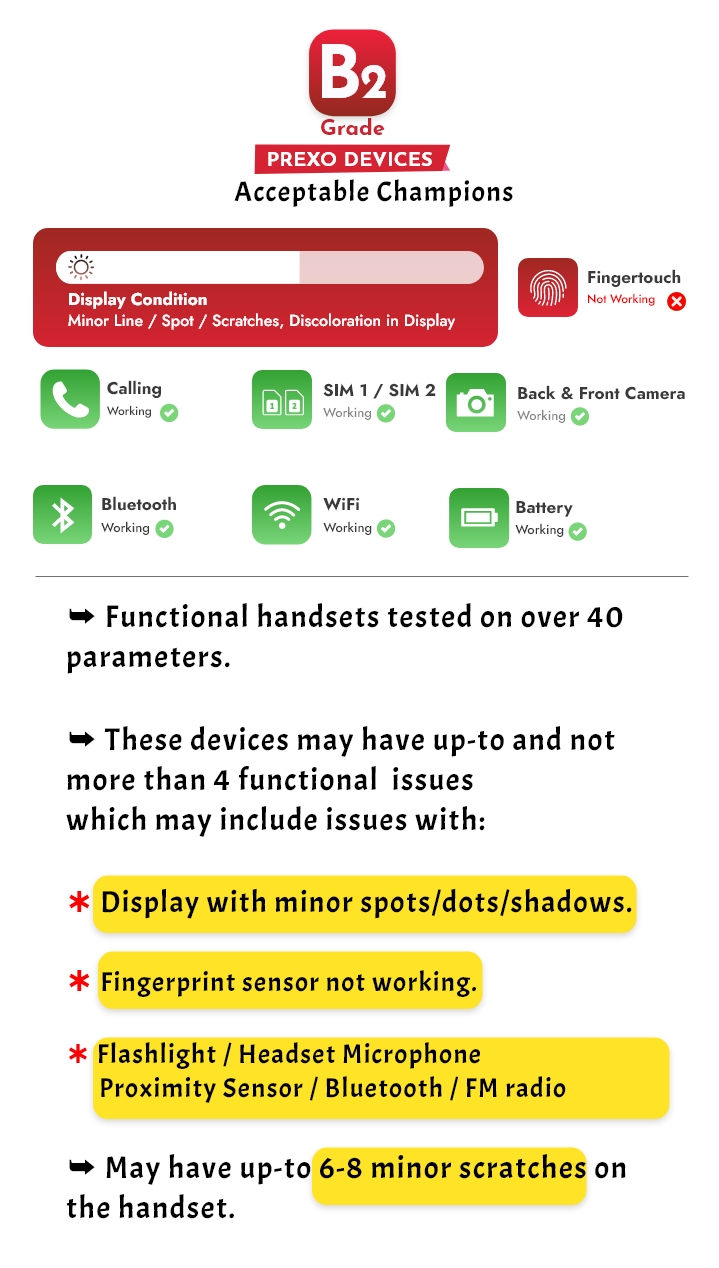 B2
Grade
PREXO DEVICES
Acceptable Champions
Display Condition
Minor Line / Spot / Scratches, Discoloration in Display
Fingertouch
Not Working
Calling
Working
1 2
SIM 1 / SIM 2
Working
Back & Front Camera
Working
Bluetooth
Working
WiFi
Working
Battery
Working
➥ Functional handsets tested on over 40
parameters.
➥ These devices may have up-to and not
more than 4 functional issues
which may include issues with:
* Display with minor spots/dots/shadows.
* Fingerprint sensor not working.
* Flashlight / Headset Microphone
Proximity Sensor / Bluetooth / FM radio
➥ May have up-to 6-8 minor scratches on
the handset.